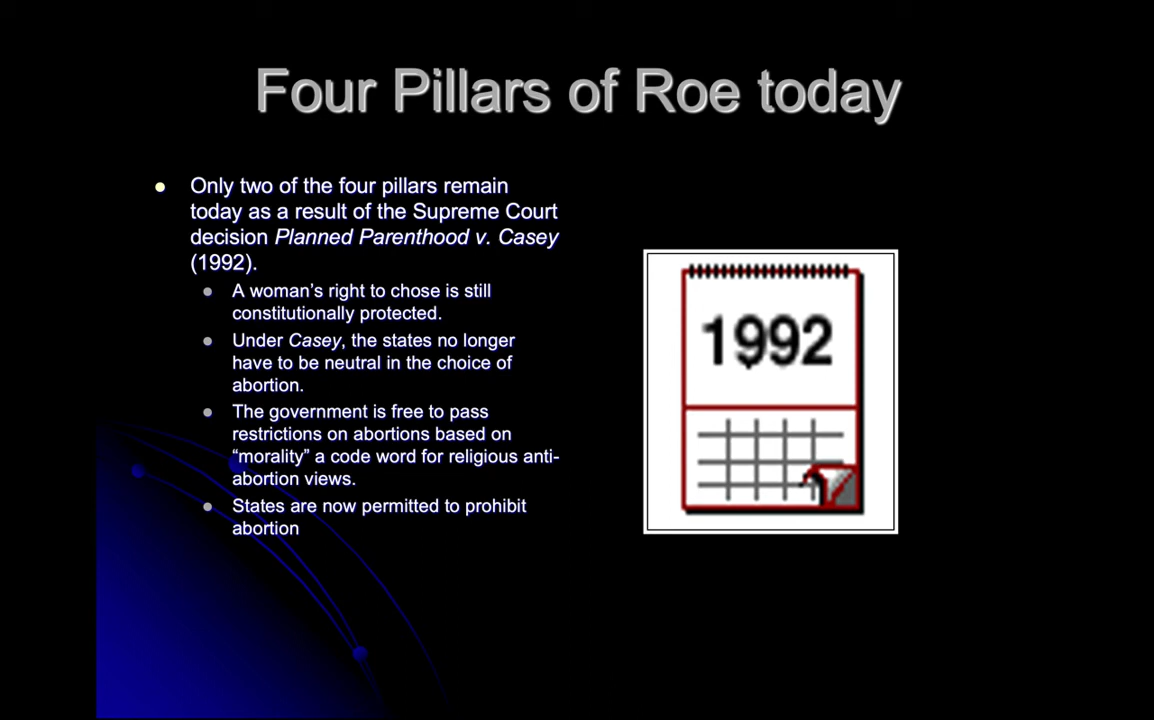 Four Pillars of Roe today
Only two of the four pillars remain
today as a result of the Supreme Court
decision Planned Parenthood v. Casey
(1992).
A woman’s right to chose is still
constitutionally protected.
Under Casey, the states no longer
have to be neutral in the choice of
abortion.
The government is free to pass
restrictions on abortions based on
“morality” a code word for religious anti-
abortion views.
States are now permitted to prohibit
abortion
1992